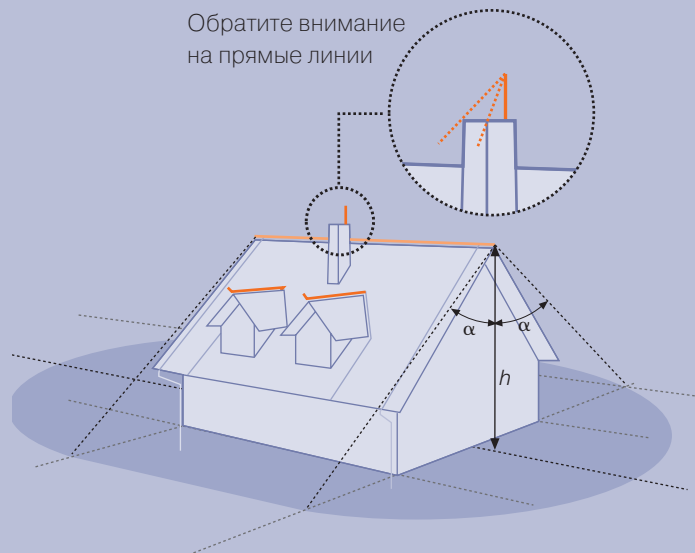 Обратите внимание
на прямые линии
α
α
h